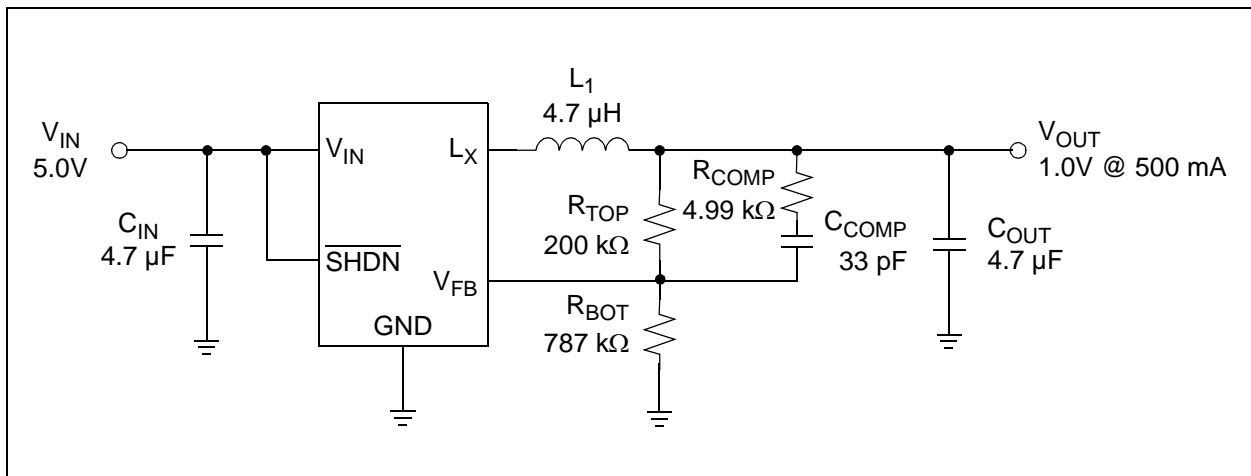 L1
4.7 µH
VIN
5.0V
VIN
LX
VOUT
1.0V @ 500 mA
RCOMP
4.99 kΩ
RTOP
200 kΩ
CCOMP
33 pF
CIN
4.7 µF
COUT
4.7 µF
SHDN
VFB
RBOT
787 kΩ
GND